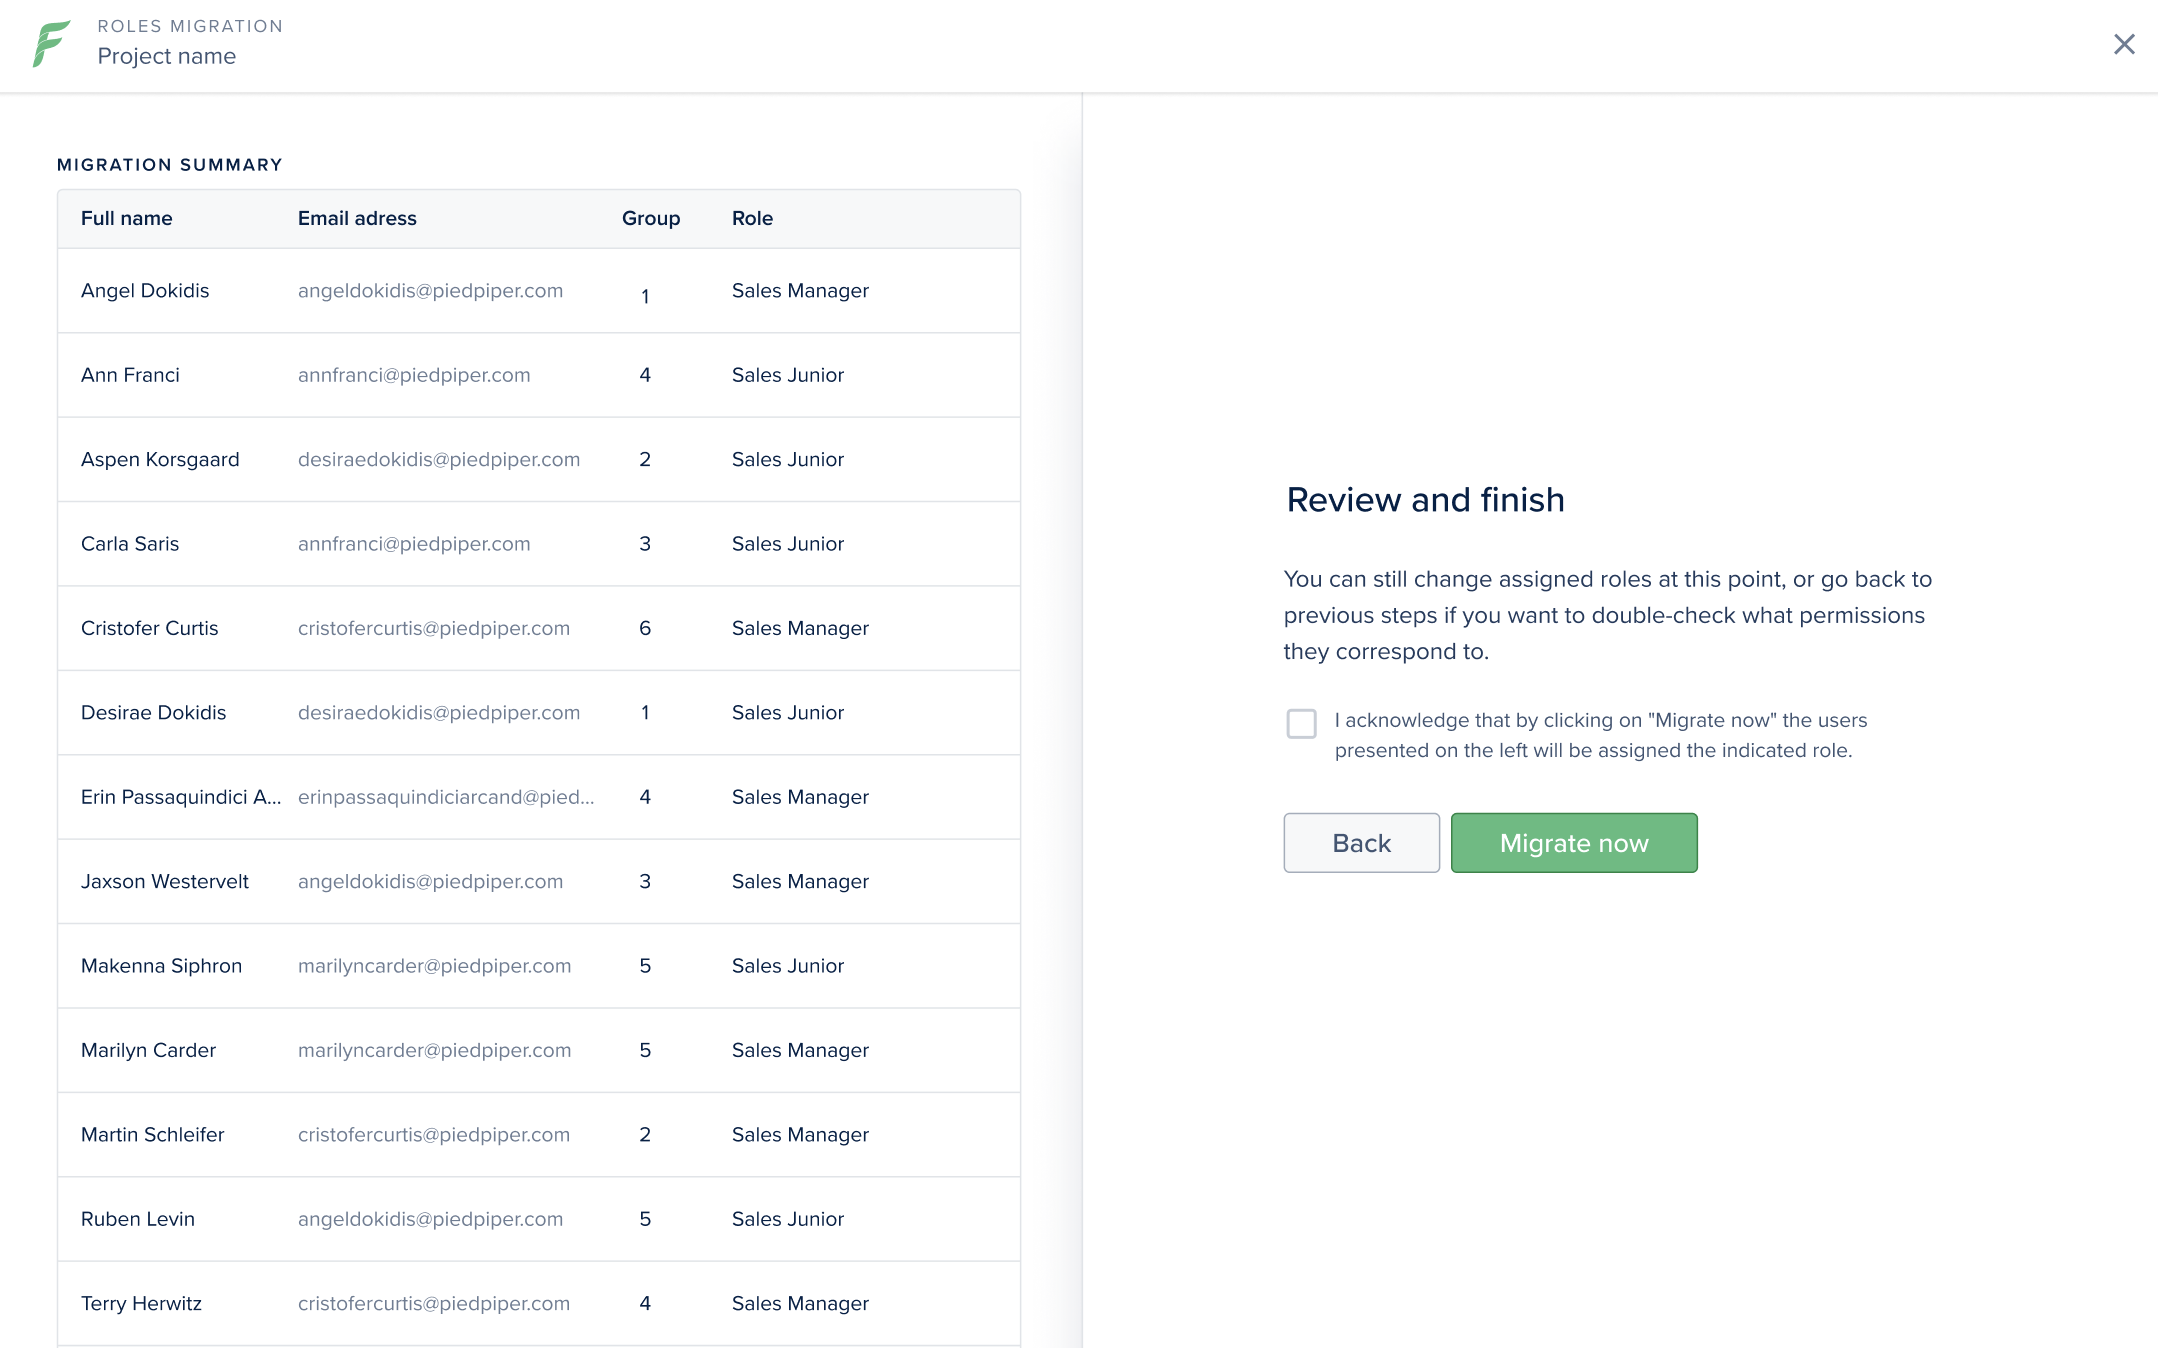 ROLES MIGRATION
Project name
MIGRATION SUMMARY
Full name Email adress Group Role
Angel Dokidis angeldokidis@piedpiper.com 1 Sales Manager
Ann Franci annfranci@piedpiper.com 4 Sales Junior
Aspen Korsgaard desiraedokidis@piedpiper.com 2 Sales Junior
Carla Saris annfranci@piedpiper.com 3 Sales Junior
Cristofer Curtis cristofercurtis@piedpiper.com 6 Sales Manager
Desirae Dokidis desiraedokidis@piedpiper.com 1 Sales Junior
Erin Passaquindici A... erinpassaquindiciarcand@pied... 4 Sales Manager
Jaxson Westervelt angeldokidis@piedpiper.com 3 Sales Manager
Makenna Siphron marilyncarder@piedpiper.com 5 Sales Junior
Marilyn Carder marilyncarder@piedpiper.com 5 Sales Manager
Martin Schleifer cristofercurtis@piedpiper.com 2 Sales Manager
Ruben Levin angeldokidis@piedpiper.com 5 Sales Junior
Terry Herwitz cristofercurtis@piedpiper.com 4 Sales Manager
Review and finish
You can still change assigned roles at this point, or go back to
previous steps if you want to double-check what permissions
they correspond to.
I acknowledge that by clicking on "Migrate now" the users
presented on the left will be assigned the indicated role.
Back Migrate now